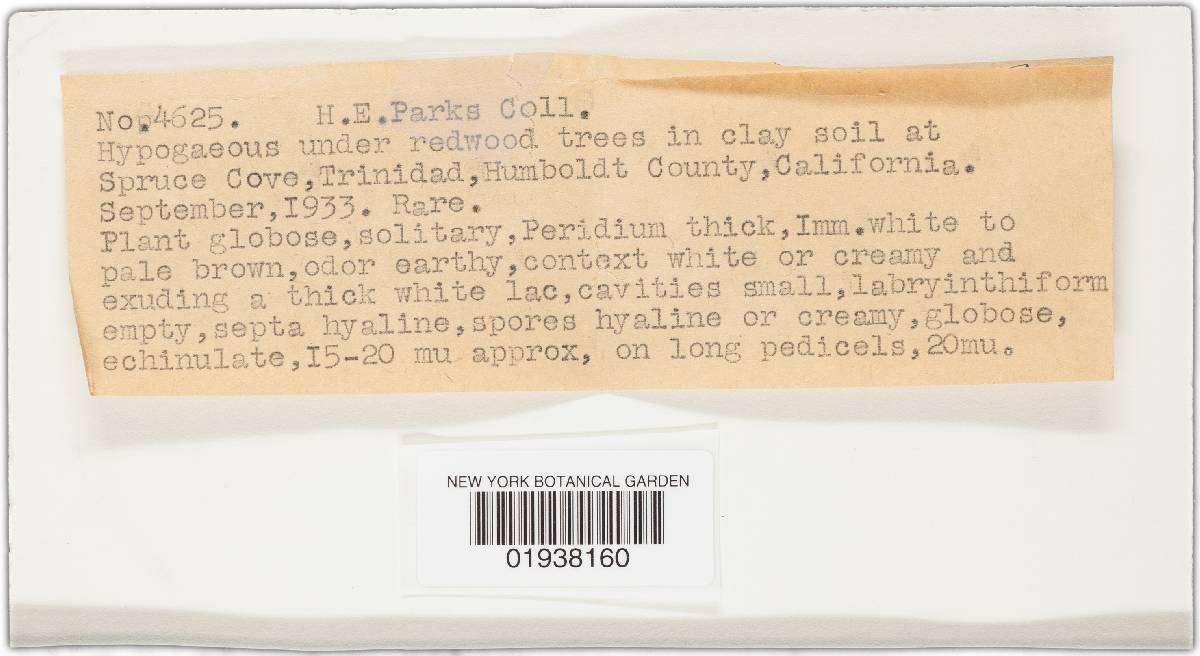 No.4625. H.E.Parks Coll.
Hypogaeous under redwood trees in clay soil at
Spruce Cove,Trinidad,Humboldt County,California.
September,I933. Rare.
Plant globose,solitary,Peridium thick,Imm.white to
pale brown,odor earthy,context white or creamy and
exuding a thick white lac,cavities small,labryinthiform
empty,septa hyaline,spores hyaline or creamy,globose,
echinulate,I5-20 mu approx, on long pedicels,20mu.
NEW YORK BOTANICAL GARDEN
01938160